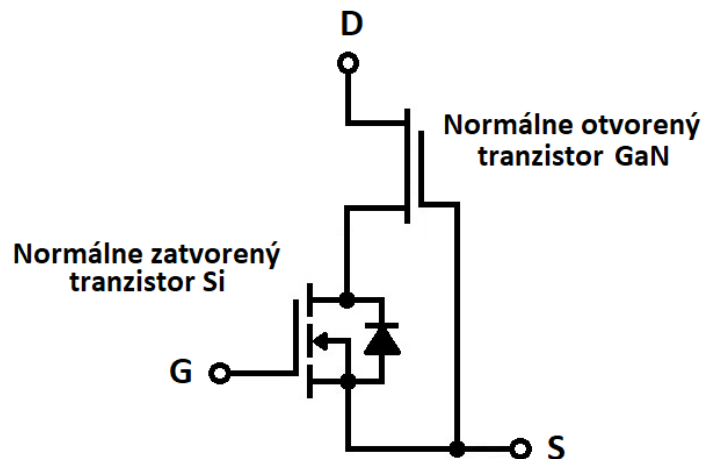 D
Normálne otvorený
tranzistor GaN
Normálne zatvorený
tranzistor Si
G
S